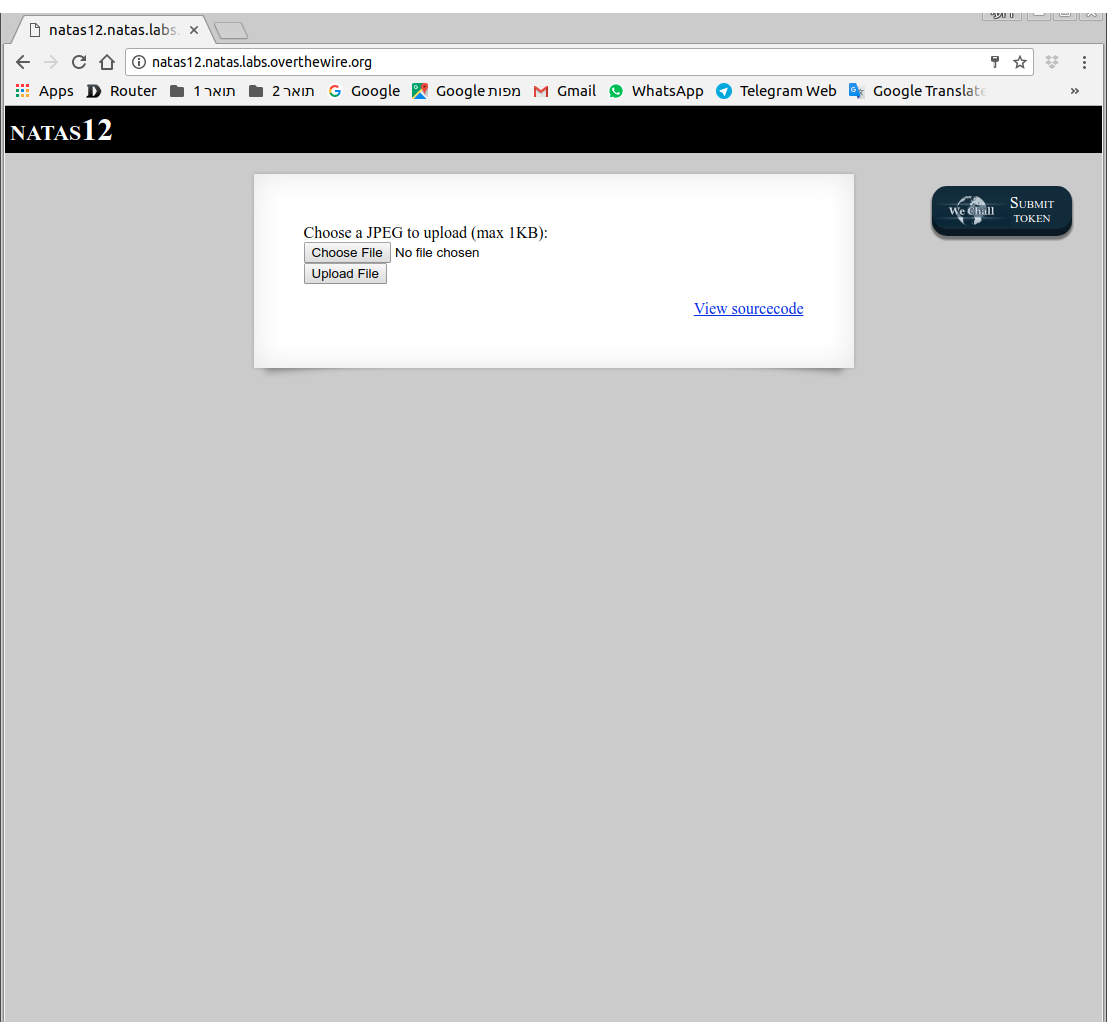 natas12.natas.labs.
natas12.natas.labs.overthewire.org
Apps Router תואר 1 תואר 2 Google Google מפות Gmail WhatsApp Telegram Web Google Translate »
NATAS12
Choose a JPEG to upload (max 1KB):
Choose File No file chosen
Upload File
View sourcecode
We Chall
SUBMIT
TOKEN